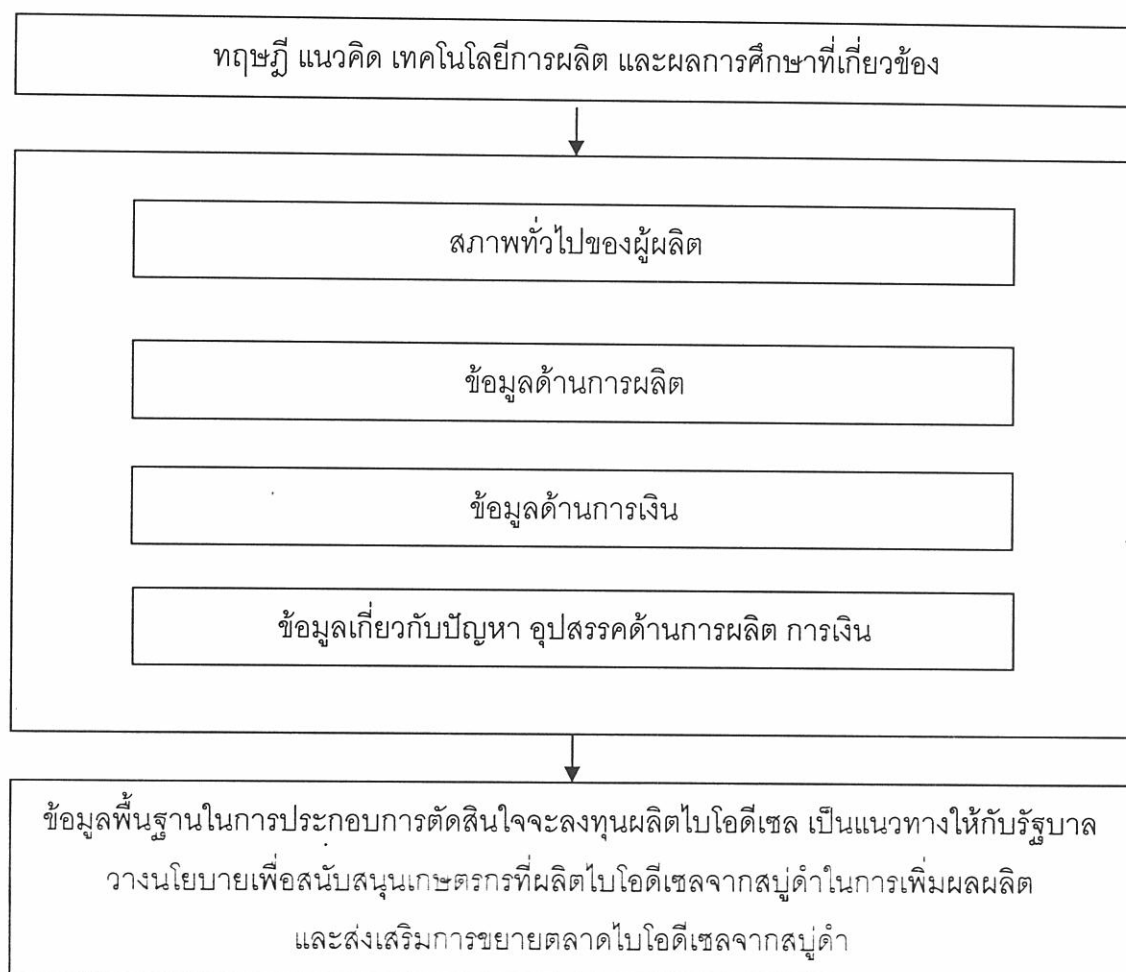 ทฤษฎี แนวคิด เทคโนโลยีการผลิต และผลการศึกษาที่เกี่ยวข้อง
สภาพทั่วไปของผู้ผลิต
ข้อมูลด้านการผลิต
ข้อมูลด้านการเงิน
ข้อมูลเกี่ยวกับปัญหา อุปสรรคด้านการผลิต การเงิน
ข้อมูลพื้นฐานในการประกอบการตัดสินใจจะลงทุนผลิตไบโอดีเซล เป็นแนวทางให้กับรัฐบาล
วางนโยบายเพื่อสนับสนุนเกษตรกรที่ผลิตไบโอดีเซลจากสบู่ดำในการเพิ่มผลผลิต
และส่งเสริมการขยายตลาดไบโอดีเซลจากสบู่ดำ